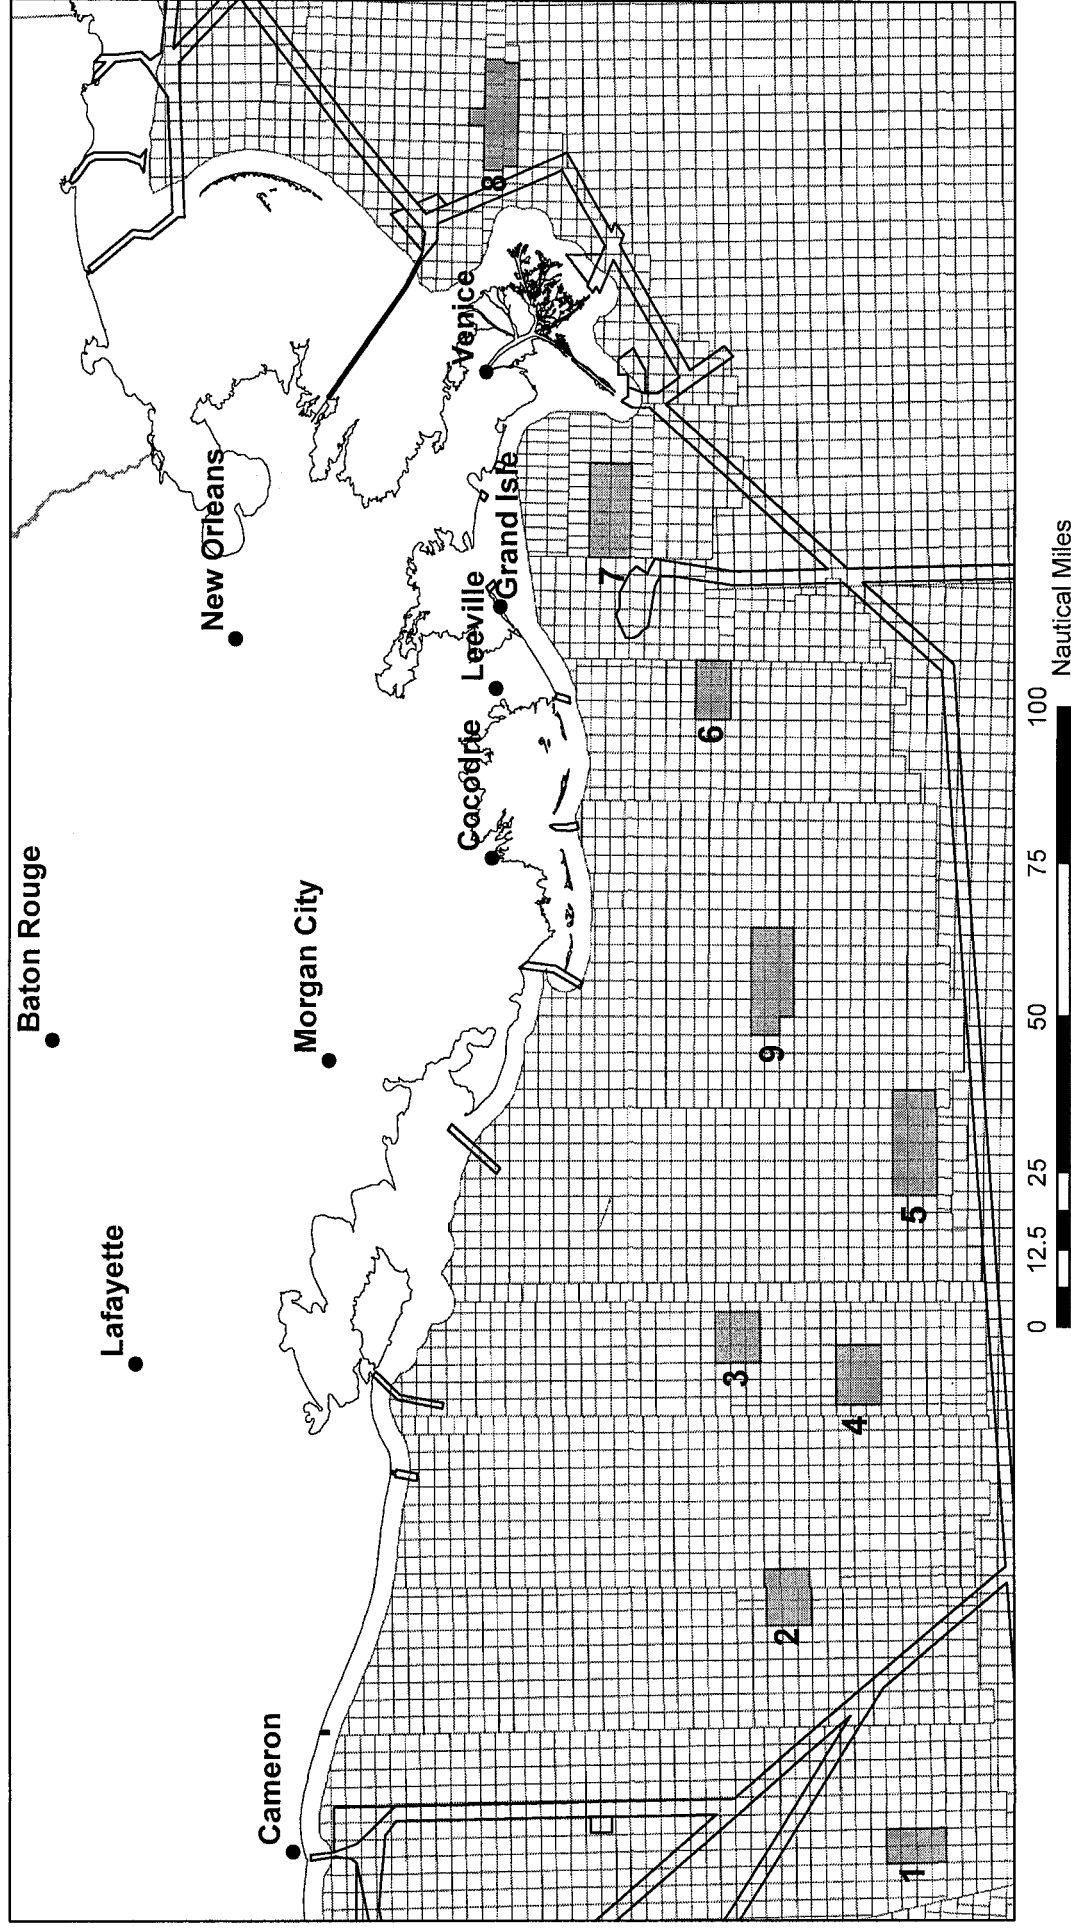 Baton Rouge
Lafayette
New Orleans
Morgan City
Cameron
Venice
Grand Isle
Leeville
Cocodrie
1
2
3
4
5
9
6
7
8
0 12.5 25 50 75 100
Nautical Miles